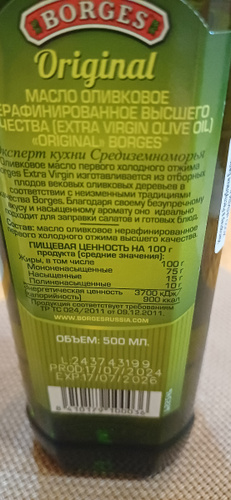 BORGES
Original
МАСЛО ОЛИВКОВОЕ
НЕРАФИНИРОВАННОЕ ВЫСШЕГО
КАЧЕСТВА (EXTRA VIRGIN OLIVE OIL)
«ORIGINAL» BORGES"
Эксперт кухни Средиземноморья
Оливковое масло первого холодного отжима
Borges Extra Virgin изготавливается из отборных
плодов вековых оливковых деревьев в
соответствии с неизменными традициями
качества Borges. Благодаря своему безупречному
вкусу и насыщенному аромату оно идеально
подходит для заправки салатов и готовых блюд.
Состав: масло оливковое нерафинированное
первого холодного отжима высшего качества.
ПИЩЕВАЯ ЦЕННОСТЬ НА 100 г
продукта (средние значения):
Жиры, в том числе 100 г
Мононенасыщенные 75 г
Насыщенные 15 г
Полиненасыщенные 10 г
Энергетическая ценность 3700 кДж/
(калорийность) 900 ккал
Продукция соответствует требованиям
ТР ТС 024/2011 от 09.12.2011.
WWW.BORGESRUSSIA.COM
ОБЪЕМ: 500 МЛ.
L 243743199
PROD17/07/2024
EXP17/07/2026